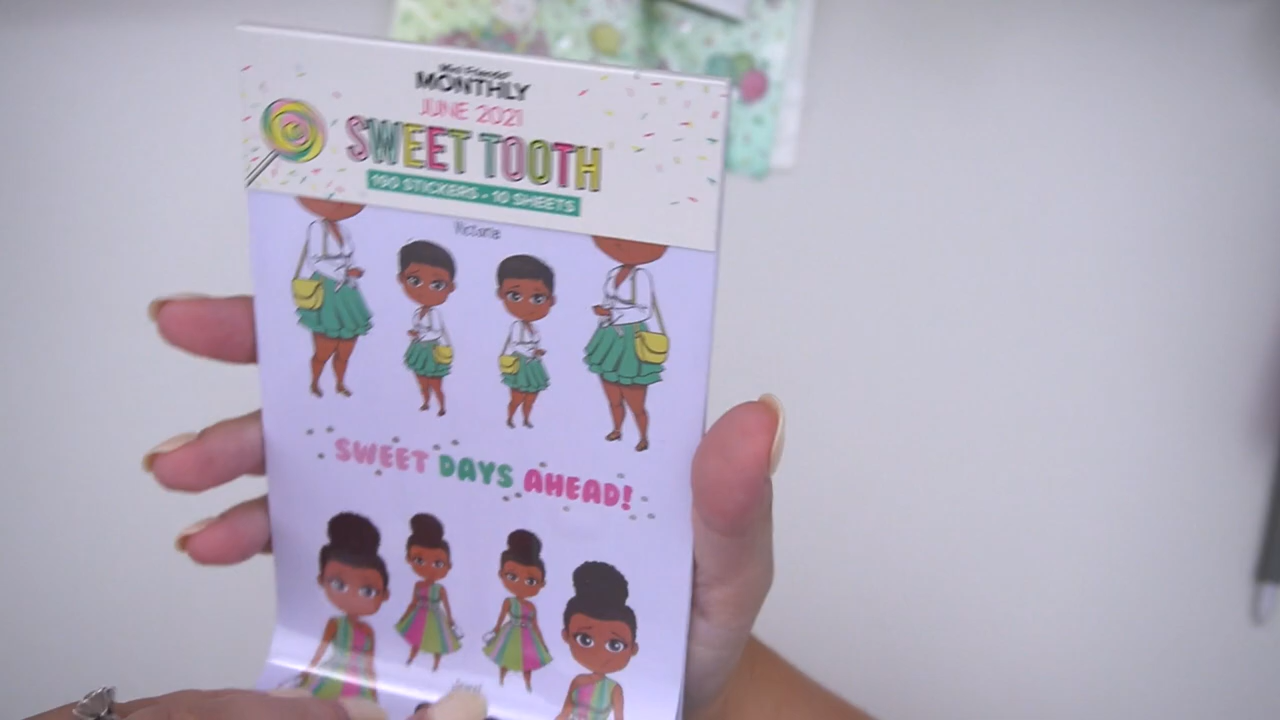 MONTHLY
JUNE 2021
SWEET TOOTH
190 STICKERS • 10 SHEETS
Victoria
SWEET DAYS AHEAD!